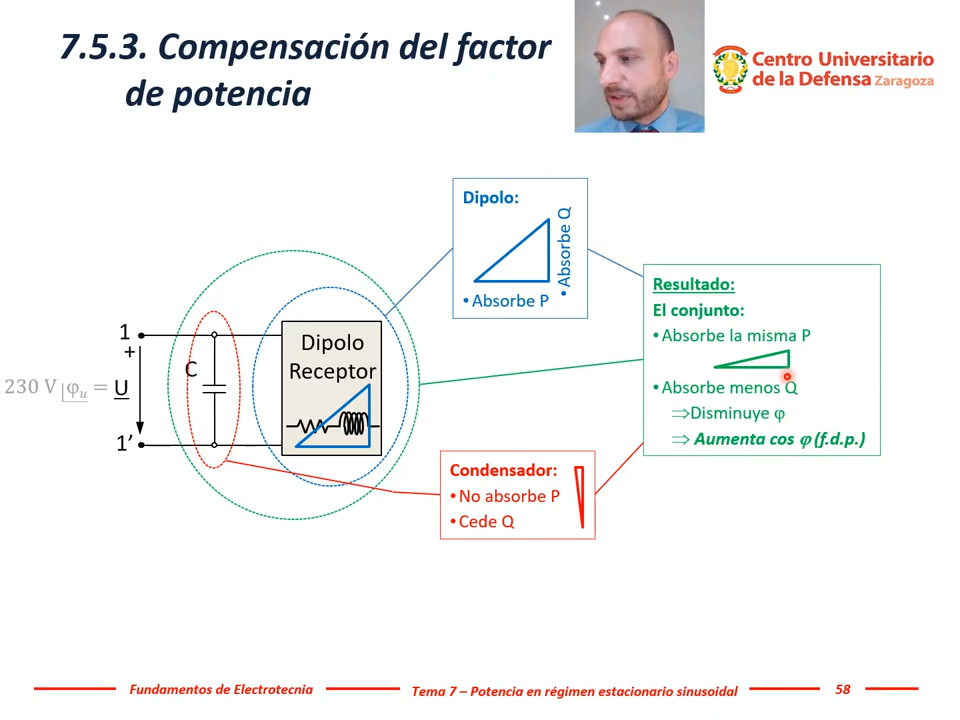 7.5.3. Compensación del factor
de potencia
Centro Universitario
de la Defensa Zaragoza
Dipolo:
• Absorbe P
• Absorbe Q
Resultado:
El conjunto:
• Absorbe la misma P
• Absorbe menos Q
⇒Disminuye φ
⇒ Aumenta cos φ (f.d.p.)
1
+
230 V |φᵤ = U
1’
C
Dipolo
Receptor
Condensador:
• No absorbe P
• Cede Q
Fundamentos de Electrotecnia
Tema 7 – Potencia en régimen estacionario sinusoidal
58